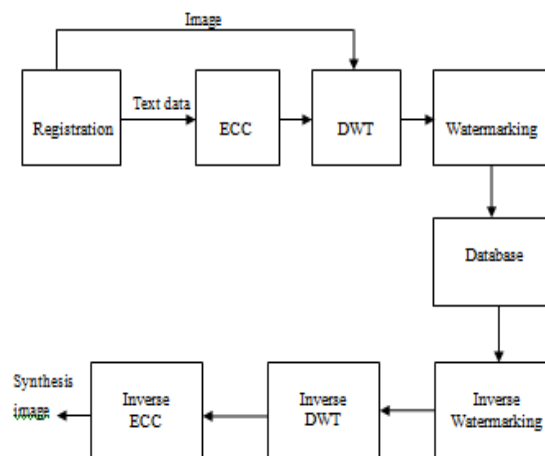 Image
Text data
Registration
ECC
DWT
Watermarking
Database
Synthesis
image
Inverse
ECC
Inverse
DWT
Inverse
Watermarking